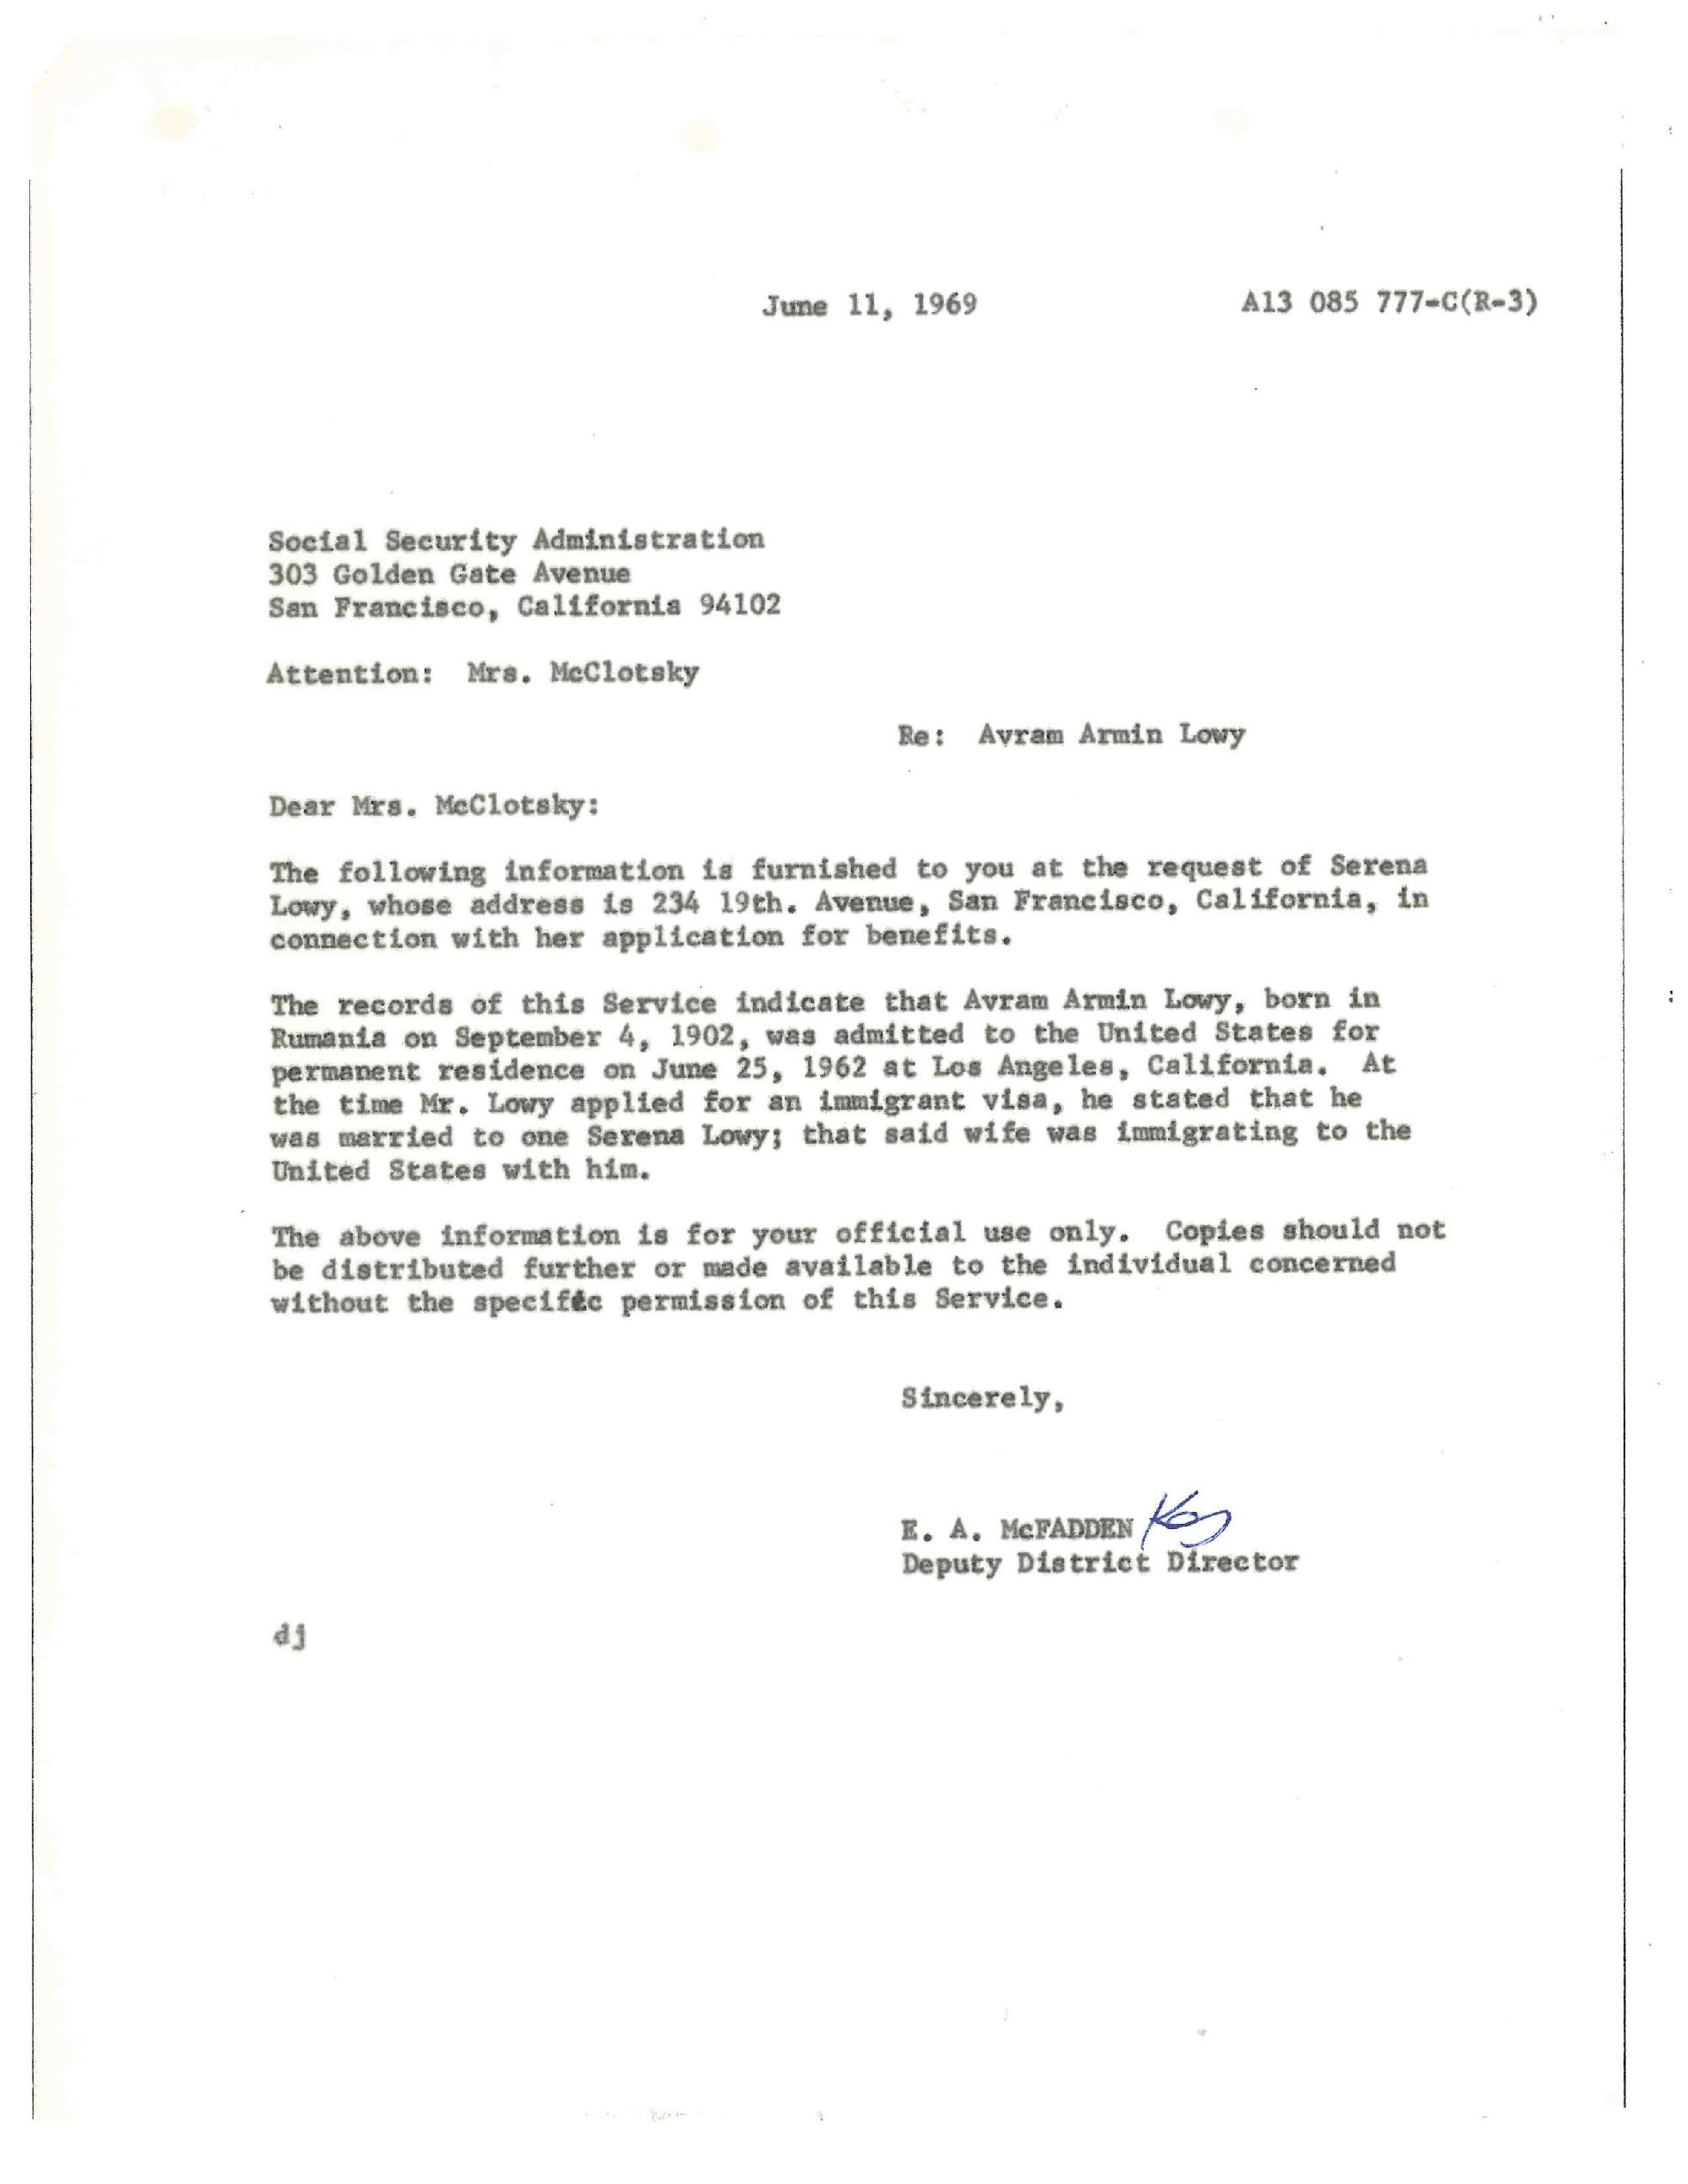 June 11, 1969 A13 085 777-C(R-3)
Social Security Administration
303 Golden Gate Avenue
San Francisco, California 94102
Attention: Mrs. McClotsky
Re: Avram Armin Lowy
Dear Mrs. McClotsky:
The following information is furnished to you at the request of Serena
Lowy, whose address is 234 19th. Avenue, San Francisco, California, in
connection with her application for benefits.
The records of this Service indicate that Avram Armin Lowy, born in
Rumania on September 4, 1902, was admitted to the United States for
permanent residence on June 25, 1962 at Los Angeles, California. At
the time Mr. Lowy applied for an immigrant visa, he stated that he
was married to one Serena Lowy; that said wife was immigrating to the
United States with him.
The above information is for your official use only. Copies should not
be distributed further or made available to the individual concerned
without the specific permission of this Service.
Sincerely,
E. A. McFADDEN
Deputy District Director
dj